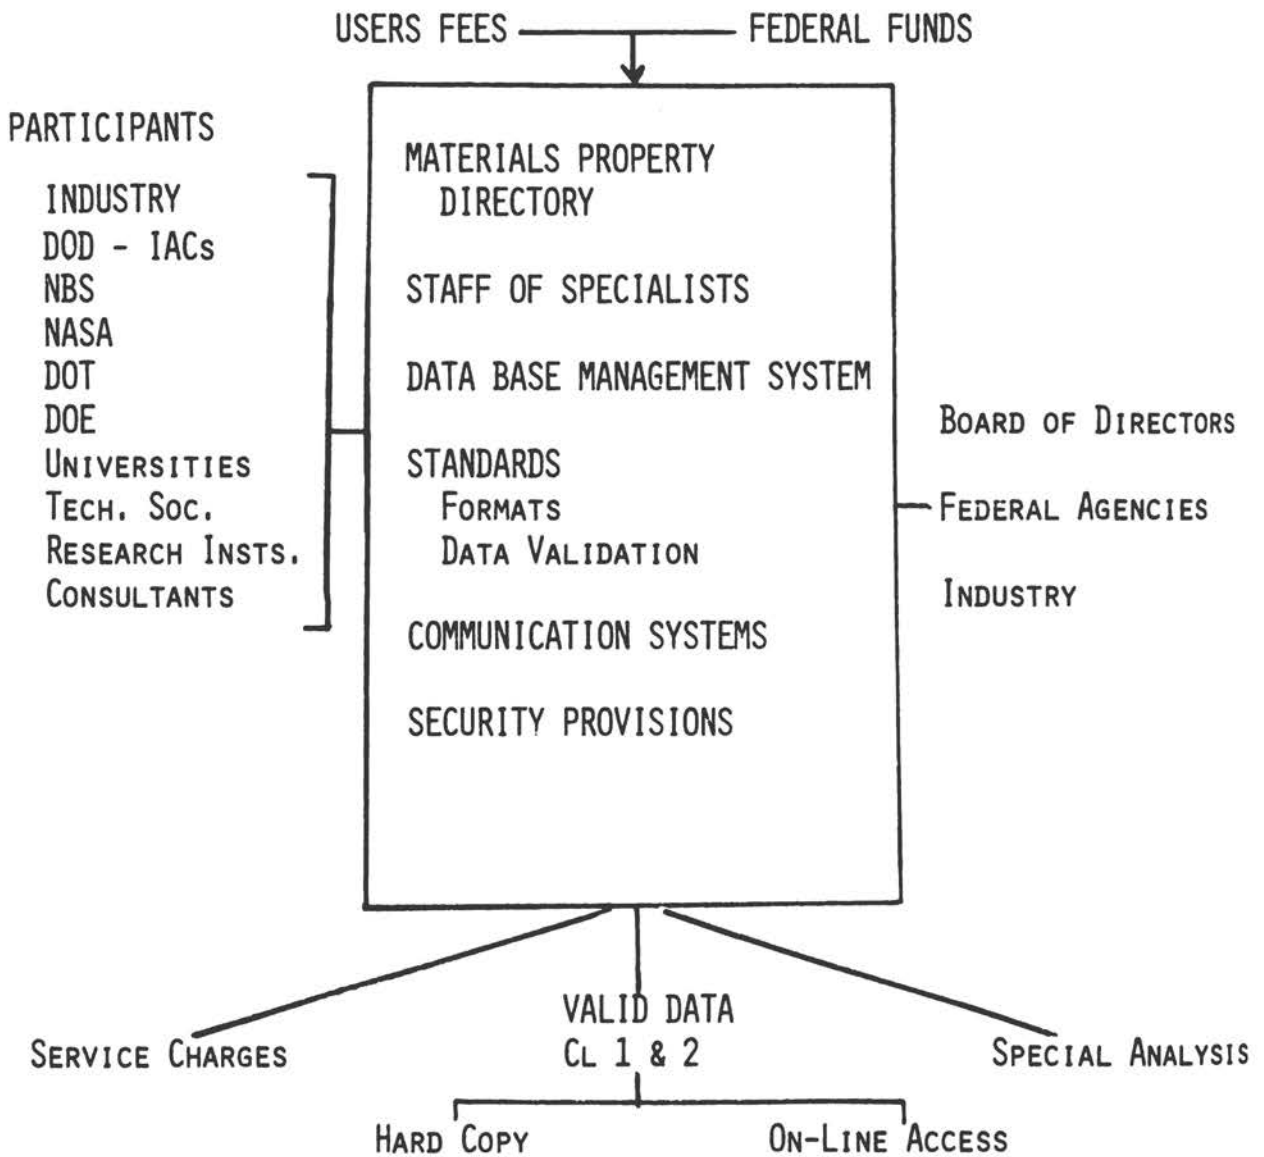 USERS FEES
FEDERAL FUNDS
PARTICIPANTS
INDUSTRY
DOD - IACs
NBS
NASA
DOT
DOE
UNIVERSITIES
TECH. SOC.
RESEARCH INSTS.
CONSULTANTS
MATERIALS PROPERTY
DIRECTORY
STAFF OF SPECIALISTS
DATA BASE MANAGEMENT SYSTEM
STANDARDS
FORMATS
DATA VALIDATION
COMMUNICATION SYSTEMS
SECURITY PROVISIONS
BOARD OF DIRECTORS
FEDERAL AGENCIES
INDUSTRY
SERVICE CHARGES
VALID DATA
CL 1 & 2
SPECIAL ANALYSIS
HARD COPY
ON-LINE ACCESS